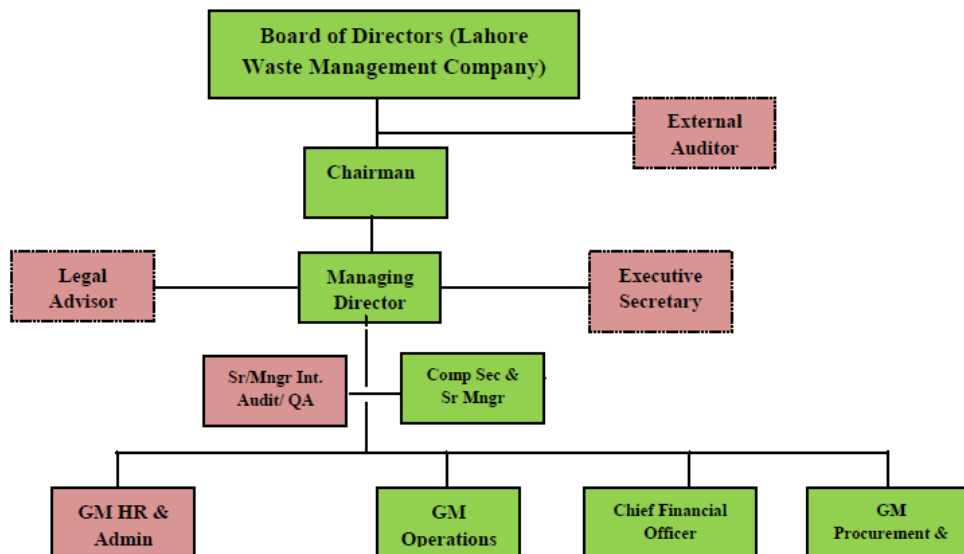 Board of Directors (Lahore
Waste Management Company)
External
Auditor
Chairman
Legal
Advisor
Managing
Director
Executive
Secretary
Sr/Mngr Int.
Audit/ QA
Comp Sec &
Sr Mngr
GM HR &
Admin
GM
Operations
Chief Financial
Officer
GM
Procurement &